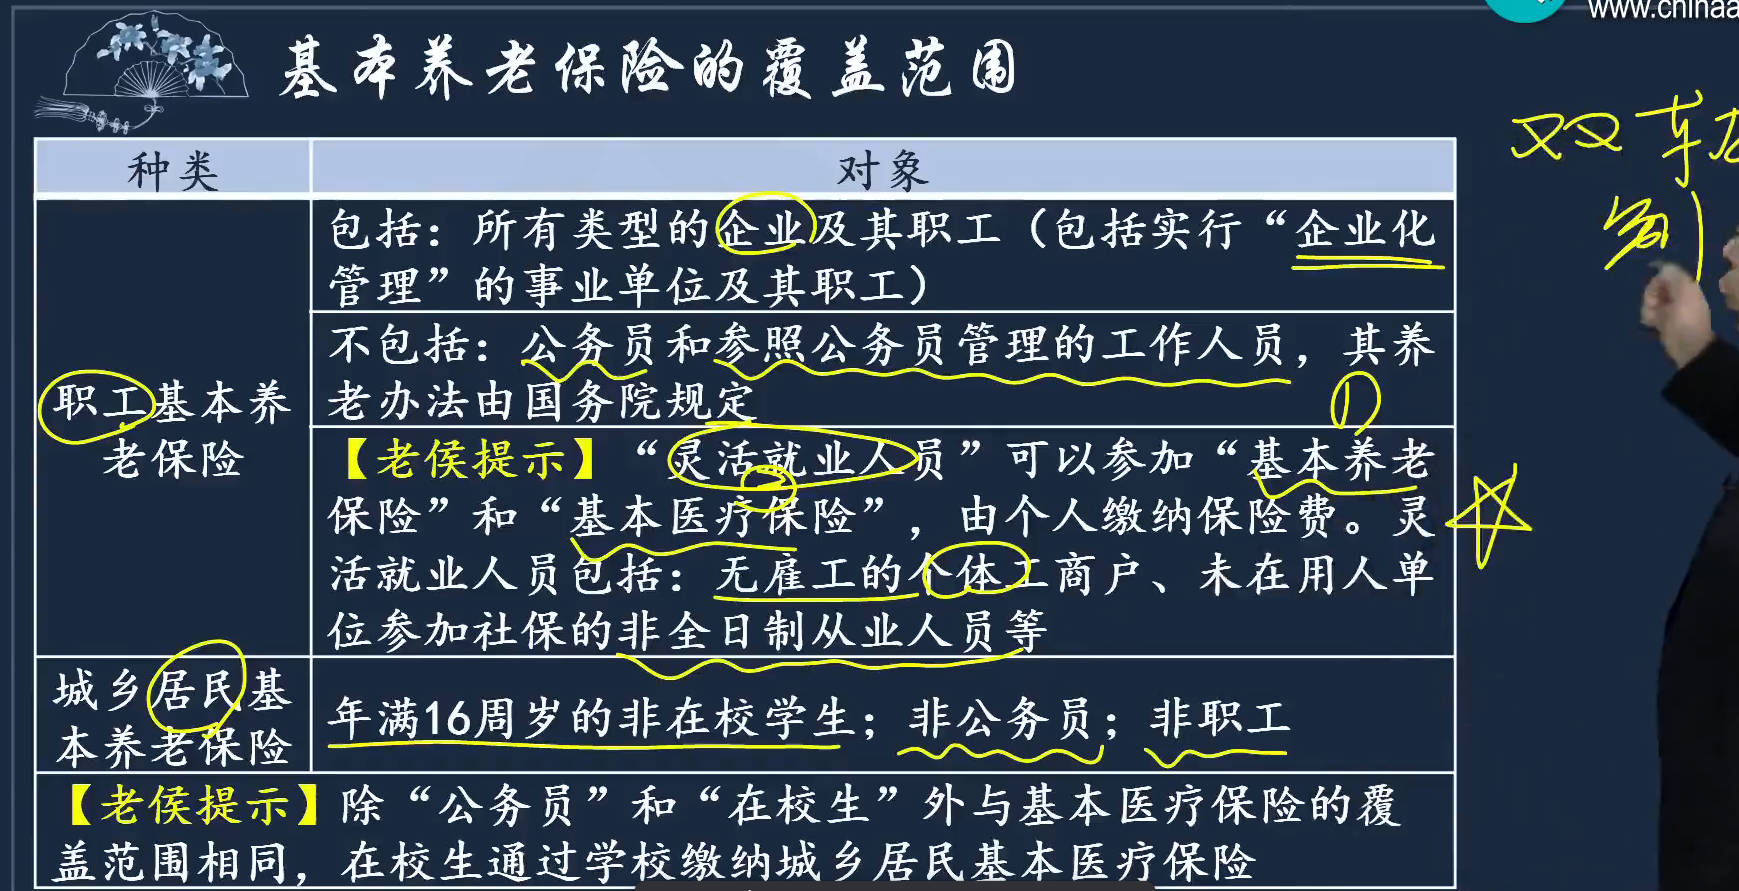 www.chinaa
基本养老保险的覆盖范围
双轨
制
种类
对象
职工基本养
老保险
包括：所有类型的企业及其职工（包括实行“企业化
管理”的事业单位及其职工）
不包括：公务员和参照公务员管理的工作人员，其养
老办法由国务院规定
①
【老侯提示】“灵活就业人员”可以参加“基本养老
保险”和“基本医疗保险”，由个人缴纳保险费。灵
活就业人员包括：无雇工的个体工商户、未在用人单
位参加社保的非全日制从业人员等
城乡居民基
本养老保险
年满16周岁的非在校学生；非公务员；非职工
【老侯提示】除“公务员”和“在校生”外与基本医疗保险的覆
盖范围相同，在校生通过学校缴纳城乡居民基本医疗保险